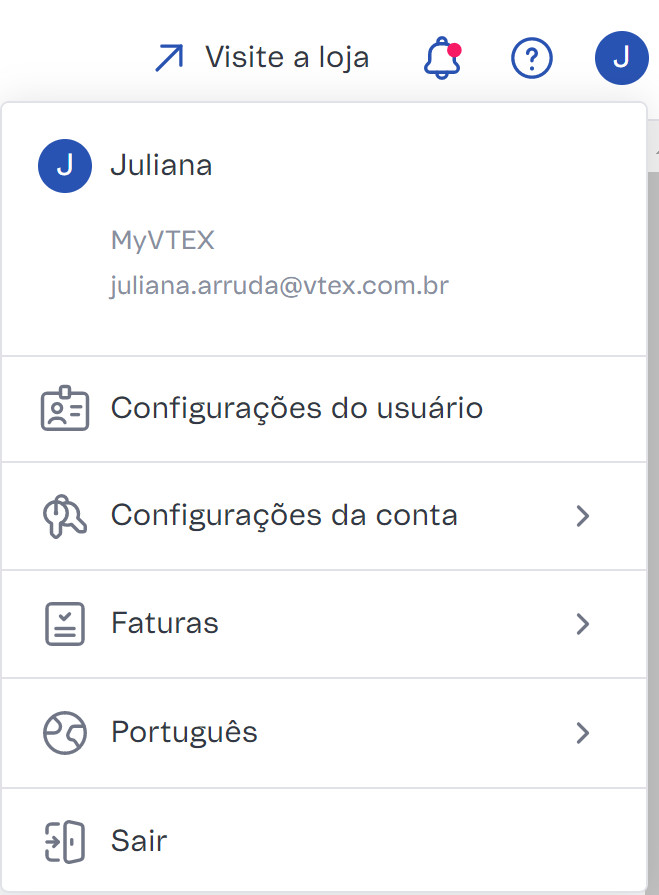 Visite a loja
J
J
Juliana
MyVTEX
juliana.arruda@vtex.com.br
Configurações do usuário
Configurações da conta
Faturas
Português
Sair